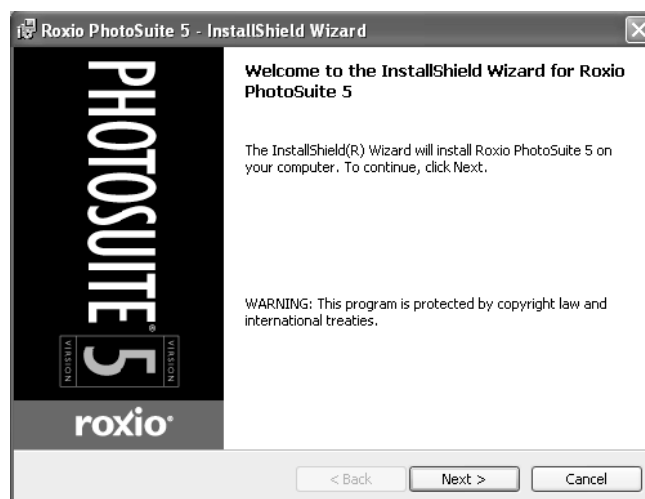 Roxio PhotoSuite 5 - InstallShield Wizard
PHOTOSUITE®
VERSION 5 VERSION
roxio®
Welcome to the InstallShield Wizard for Roxio
PhotoSuite 5
The InstallShield(R) Wizard will install Roxio PhotoSuite 5 on
your computer. To continue, click Next.
WARNING: This program is protected by copyright law and
international treaties.
< Back Next > Cancel